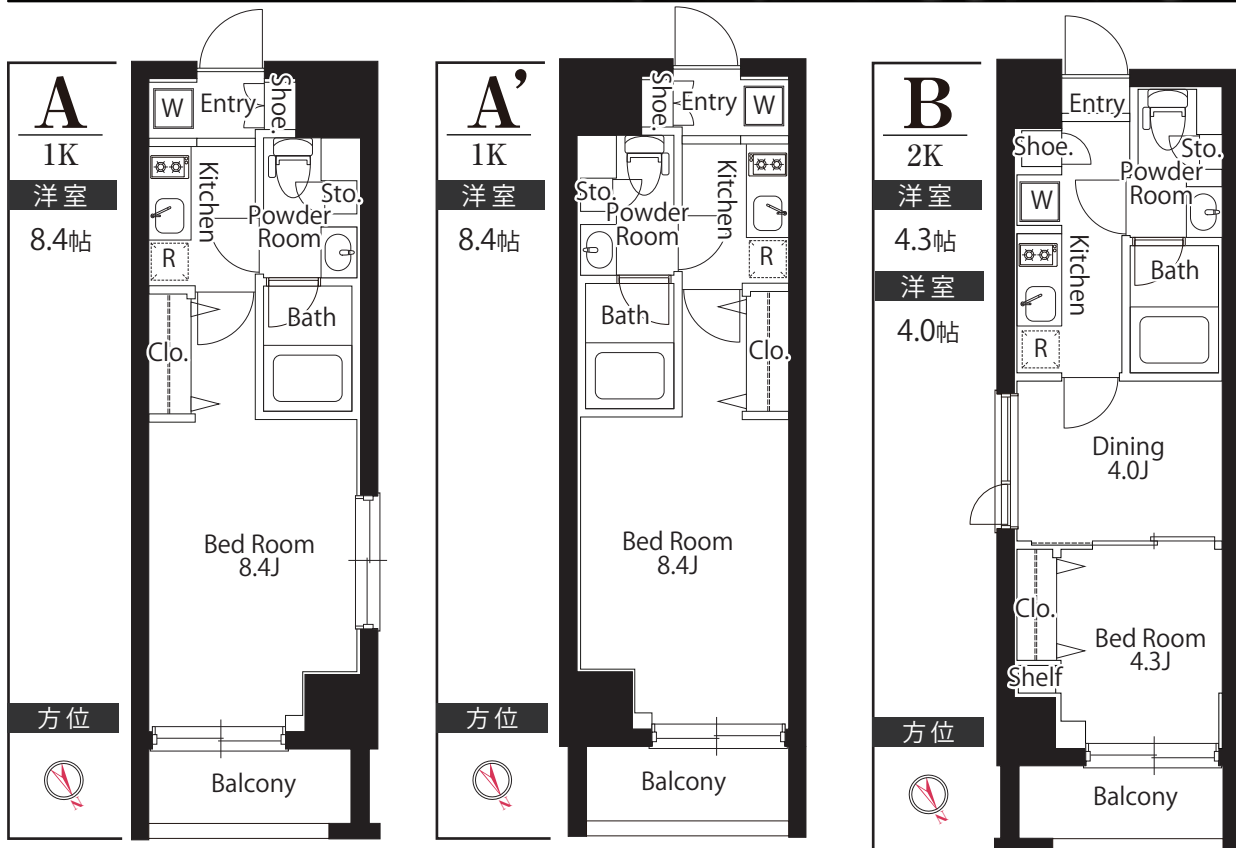 A
1K
洋室
8.4帖
方位
N
Entry
W
Shoe.
Kitchen
Sto.
Powder
Room
R
Bath
Clo.
Bed Room
8.4J
Balcony
A’
1K
洋室
8.4帖
方位
N
Shoe.
Entry
W
Kitchen
Sto.
Powder
Room
R
Bath
Clo.
Bed Room
8.4J
Balcony
B
2K
洋室
4.3帖
洋室
4.0帖
方位
N
Entry
Shoe.
Sto.
Powder
Room
W
Kitchen
Bath
R
Dining
4.0J
Clo.
Bed Room
4.3J
Shelf
Balcony